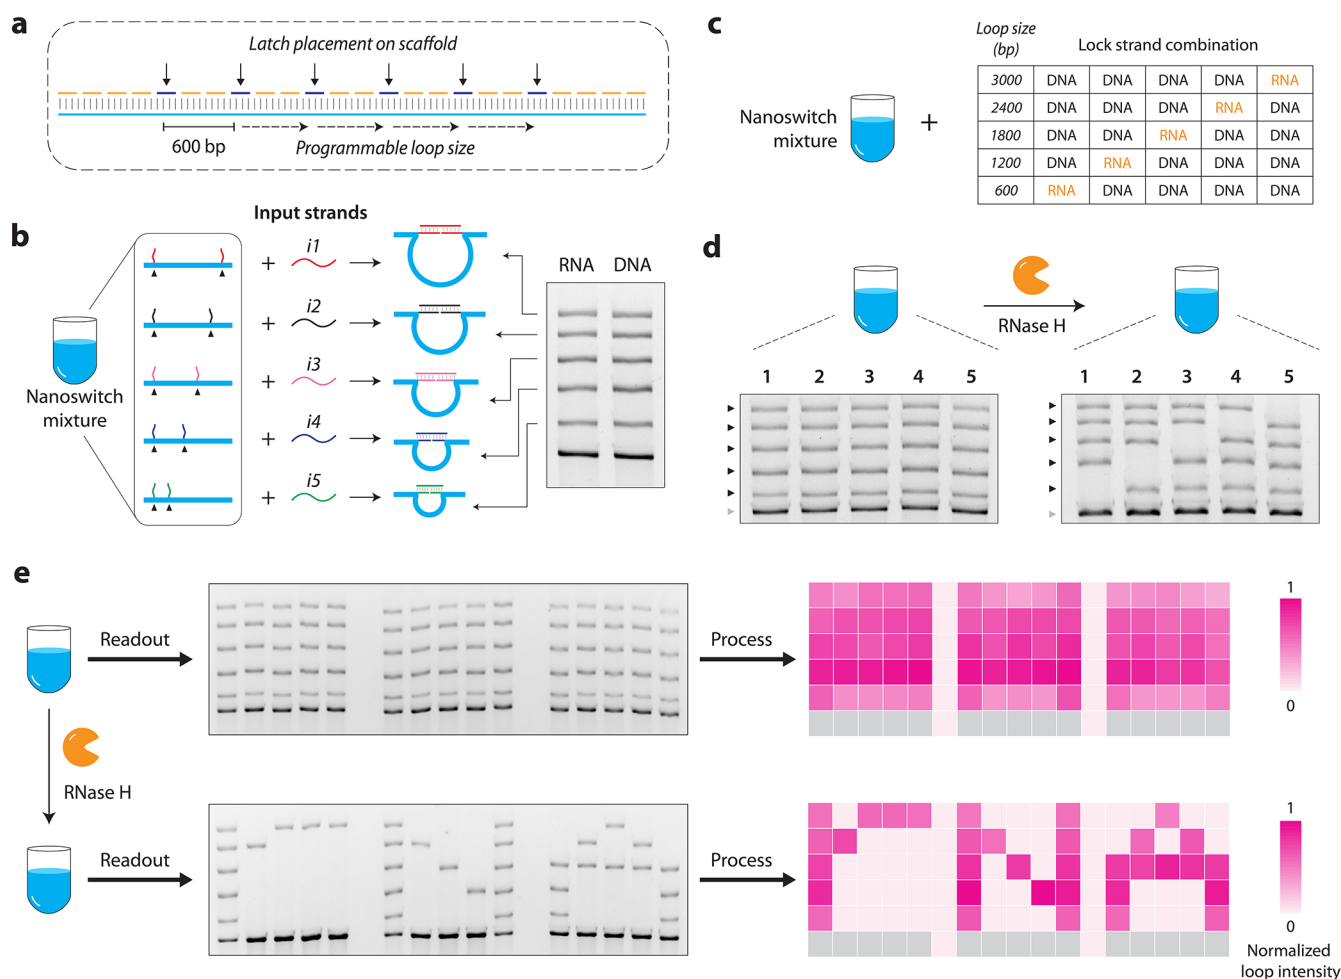 a
Latch placement on scaffold
600 bp
Programmable loop size
b
Input strands
Nanoswitch
mixture
+ i1
+ i2
+ i3
+ i4
+ i5
RNA DNA
c
Nanoswitch
mixture
+
Loop size
(bp)
Lock strand combination
3000 DNA DNA DNA DNA RNA
2400 DNA DNA DNA RNA DNA
1800 DNA DNA RNA DNA DNA
1200 DNA RNA DNA DNA DNA
600 RNA DNA DNA DNA DNA
d
RNase H
1 2 3 4 5
1 2 3 4 5
e
Readout
Process
1
0
RNase H
Readout
Process
1
0
Normalized
loop intensity